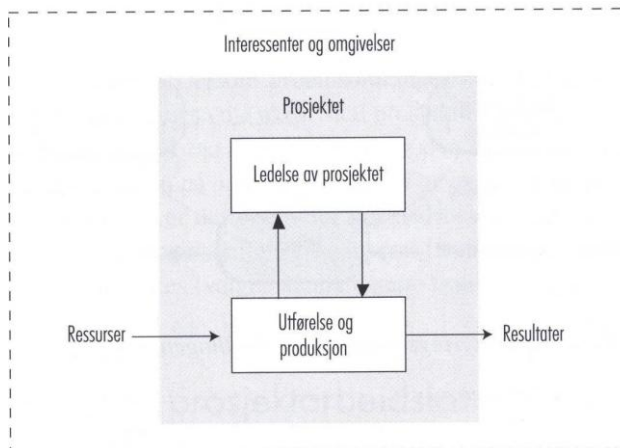 Interessenter og omgivelser
Prosjektet
Ledelse av prosjektet
Utførelse og
produksjon
Ressurser
Resultater